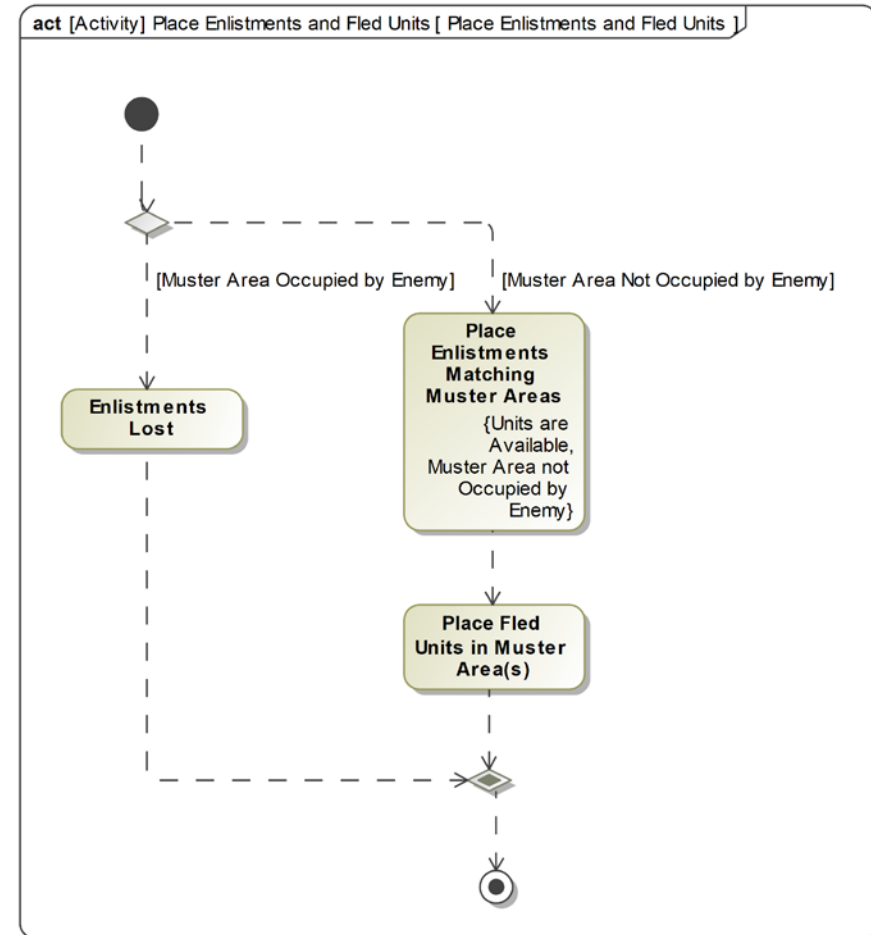 act [Activity] Place Enlistments and Fled Units [ Place Enlistments and Fled Units ]
[Muster Area Occupied by Enemy]
[Muster Area Not Occupied by Enemy]
Place
Enlistments
Matching
Muster Areas
{Units are
Available,
Muster Area not
Occupied by
Enemy}
Enlistments
Lost
Place Fled
Units in Muster
Area(s)